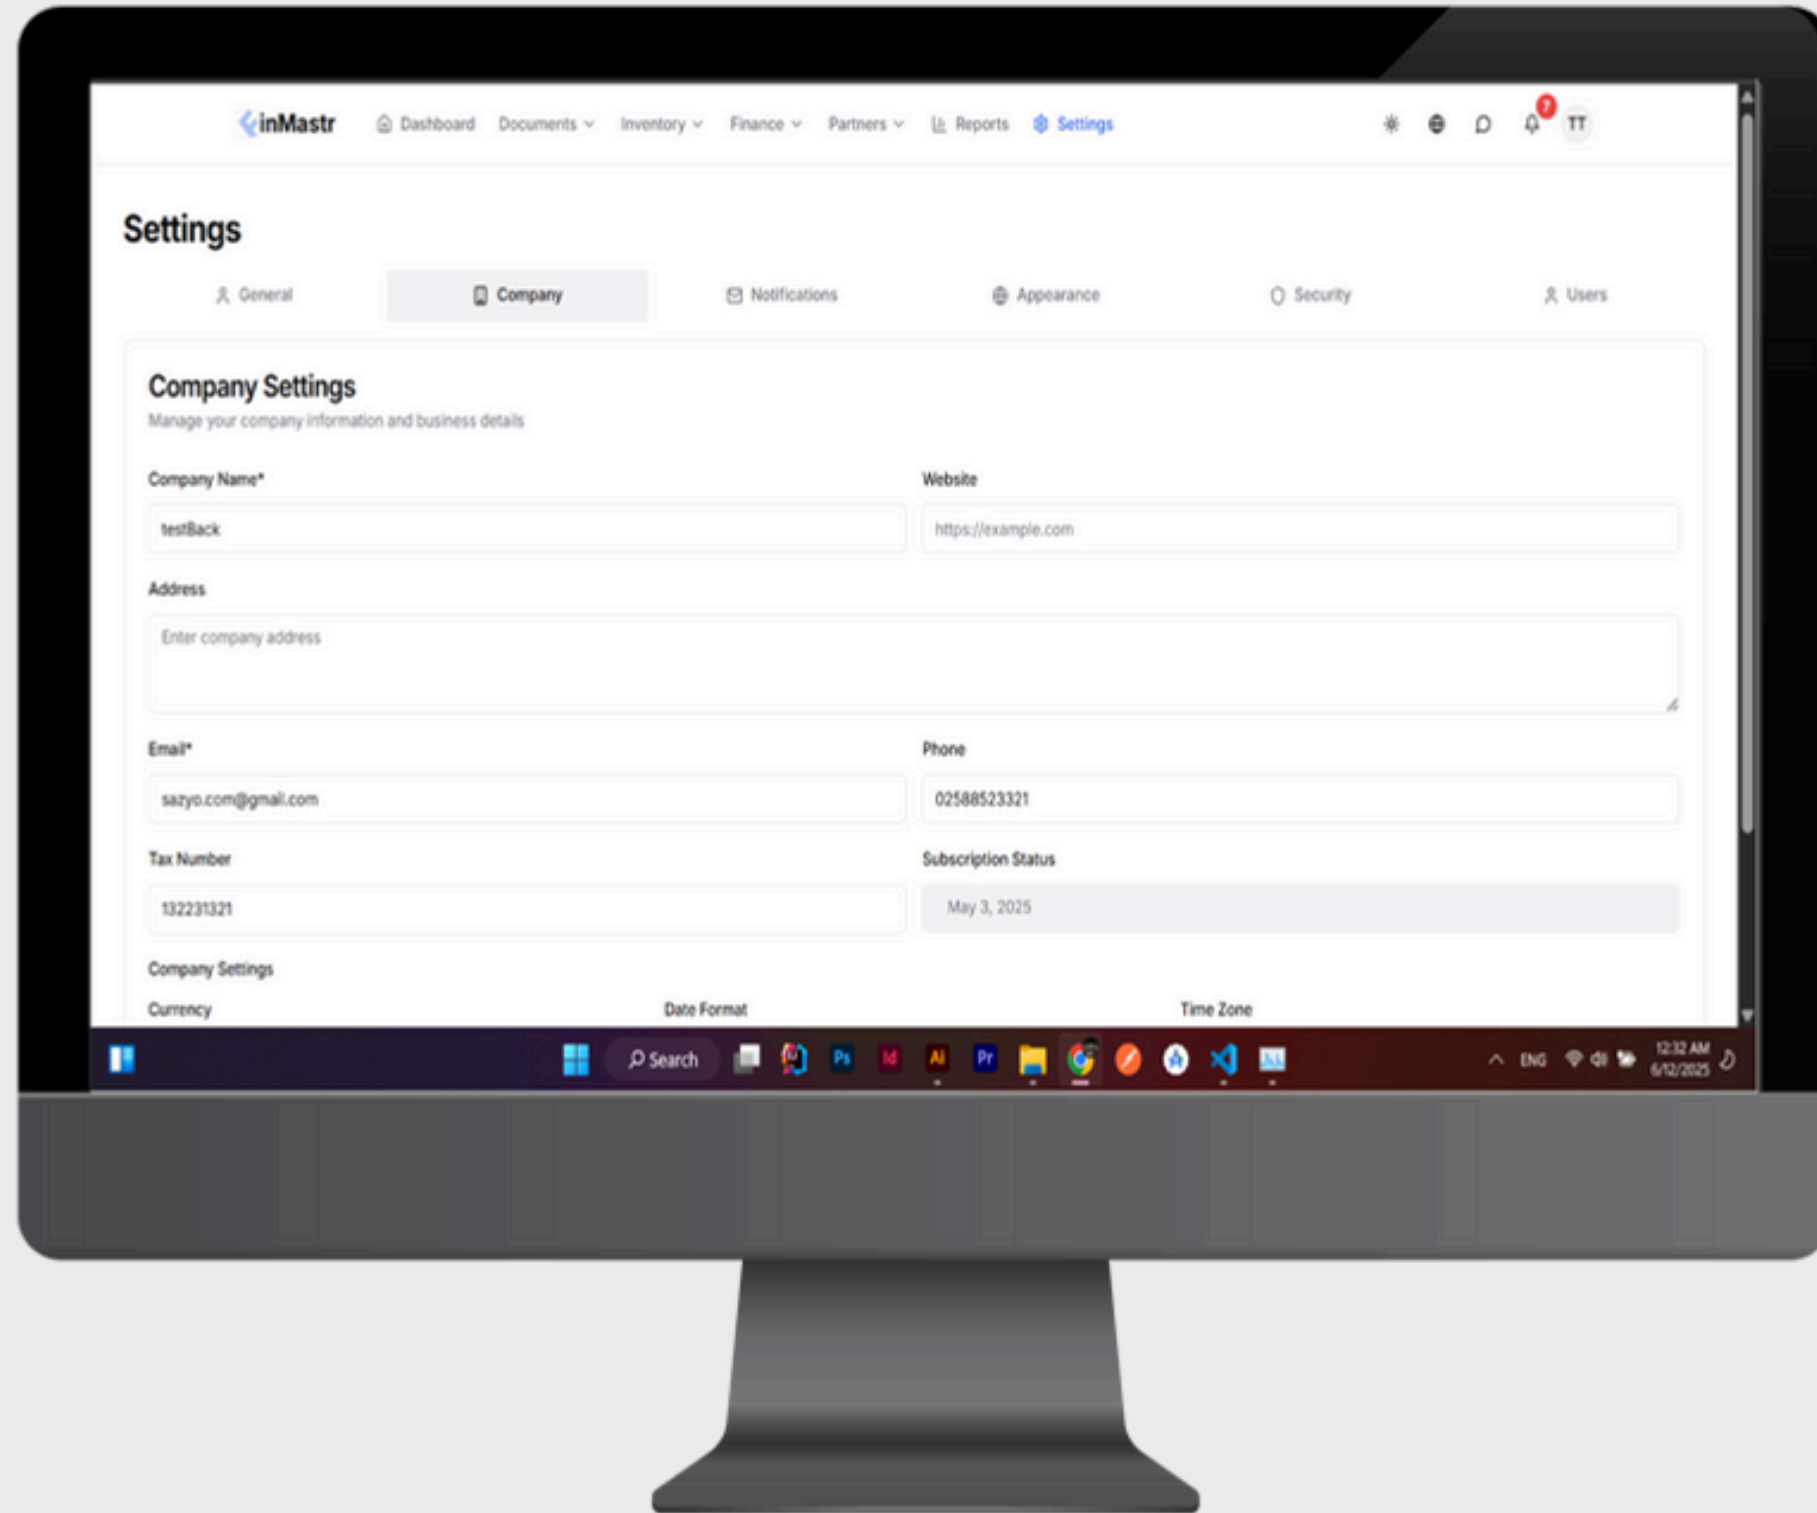 inMastr Dashboard Documents Inventory Finance Partners Reports Settings 7 TT
Settings
General Company Notifications Appearance Security Users
Company Settings
Manage your company information and business details
Company Name* Website
testBack https://example.com
Address
Enter company address
Email* Phone
sazyo.com@gmail.com 02588523321
Tax Number Subscription Status
132231321 May 3, 2025
Company Settings
Currency Date Format Time Zone
Search Ps Id Ai Pr ENG 12:32 AM
6/12/2025